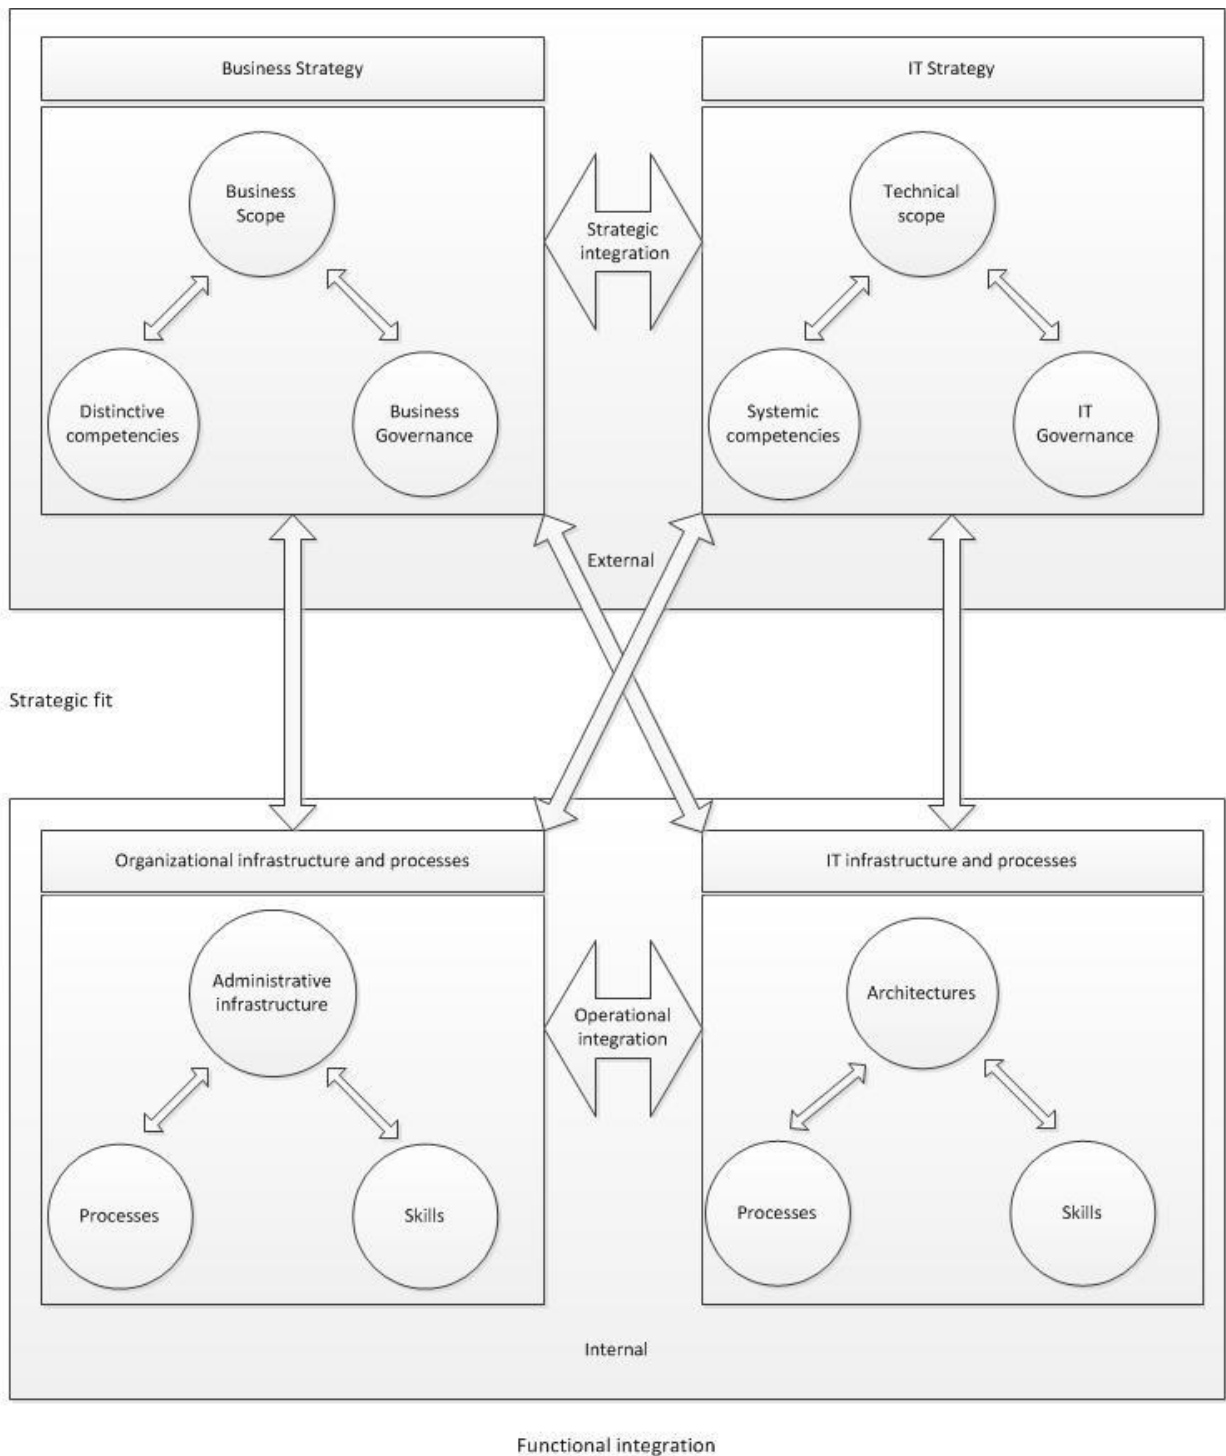 Business Strategy
IT Strategy
Business
Scope
Technical
scope
Strategic
integration
Distinctive
competencies
Business
Governance
Systemic
competencies
IT
Governance
External
Strategic fit
Organizational infrastructure and processes
IT infrastructure and processes
Administrative
infrastructure
Architectures
Operational
integration
Processes
Skills
Processes
Skills
Internal
Functional integration